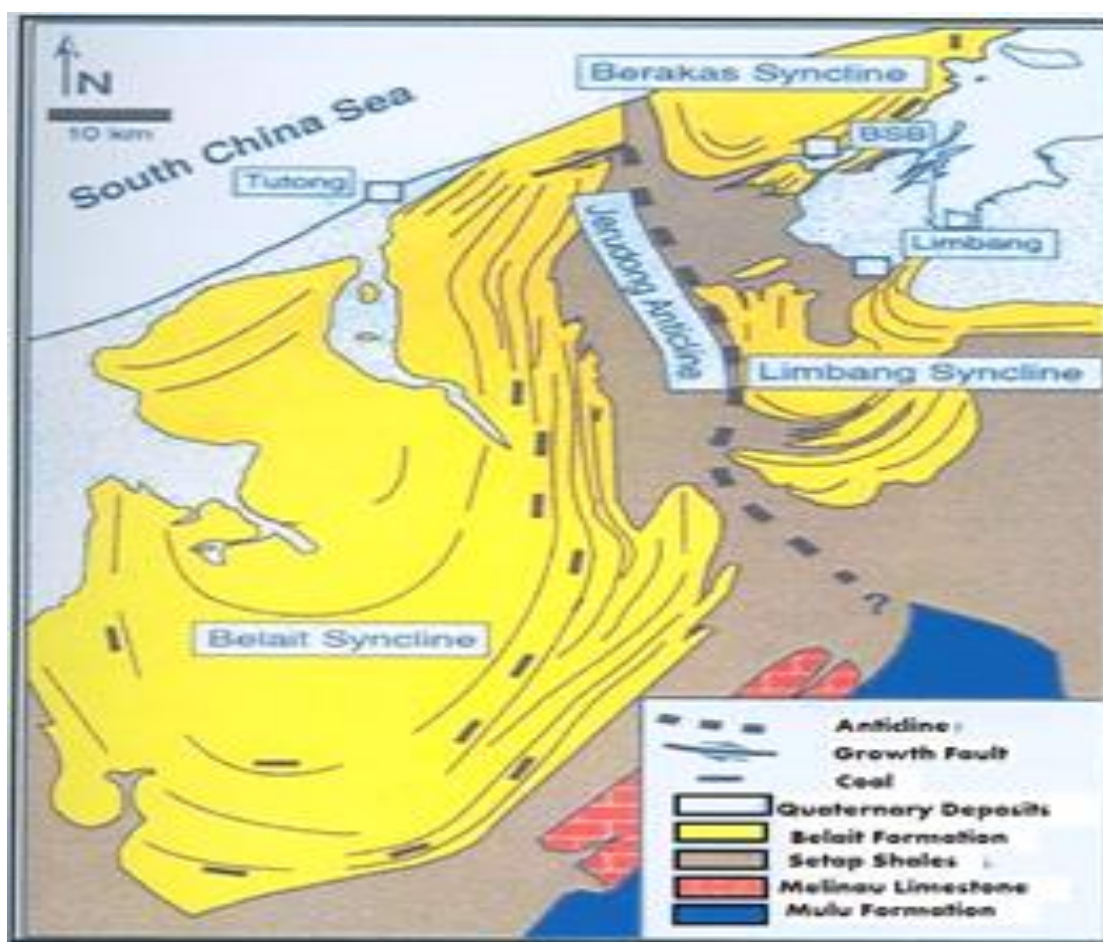 N
10 km
South China Sea
Berakas Syncline
BSB
Tutong
Limbang
Jerudong Anticline
Limbang Syncline
?
Belait Syncline
Anticline
Growth Fault
Coal
Quaternary Deposits
Belait Formation
Setap Shales
Melinau Limestone
Mulu Formation